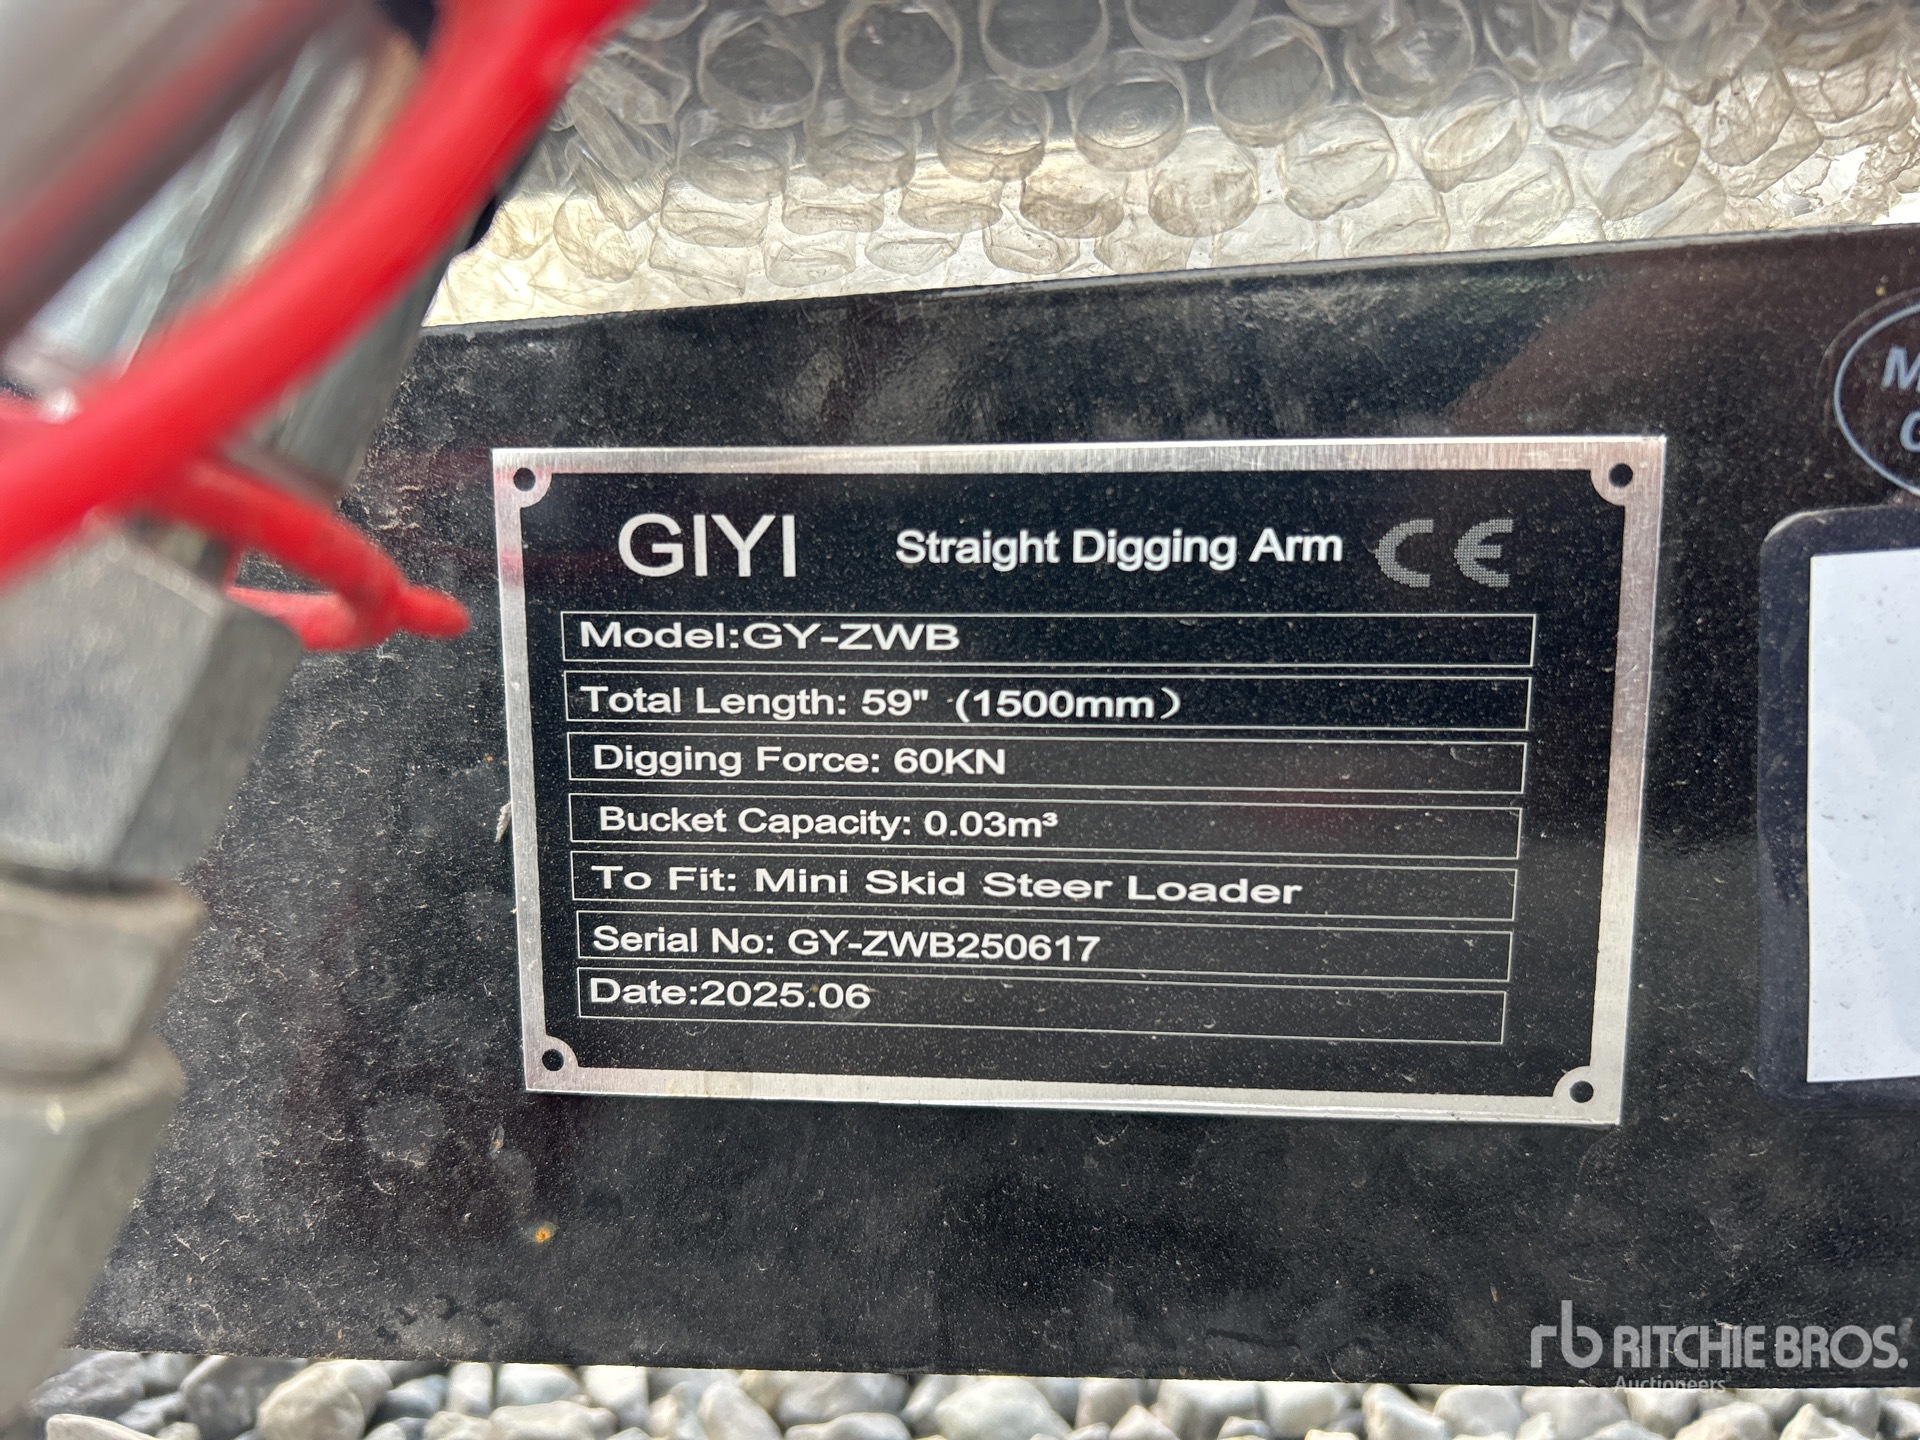 GIYI Straight Digging Arm CE
Model:GY-ZWB
Total Length: 59" (1500mm)
Digging Force: 60KN
Bucket Capacity: 0.03m³
To Fit: Mini Skid Steer Loader
Serial No: GY-ZWB250617
Date:2025.06
rb RITCHIE BROS.
Auctioneers